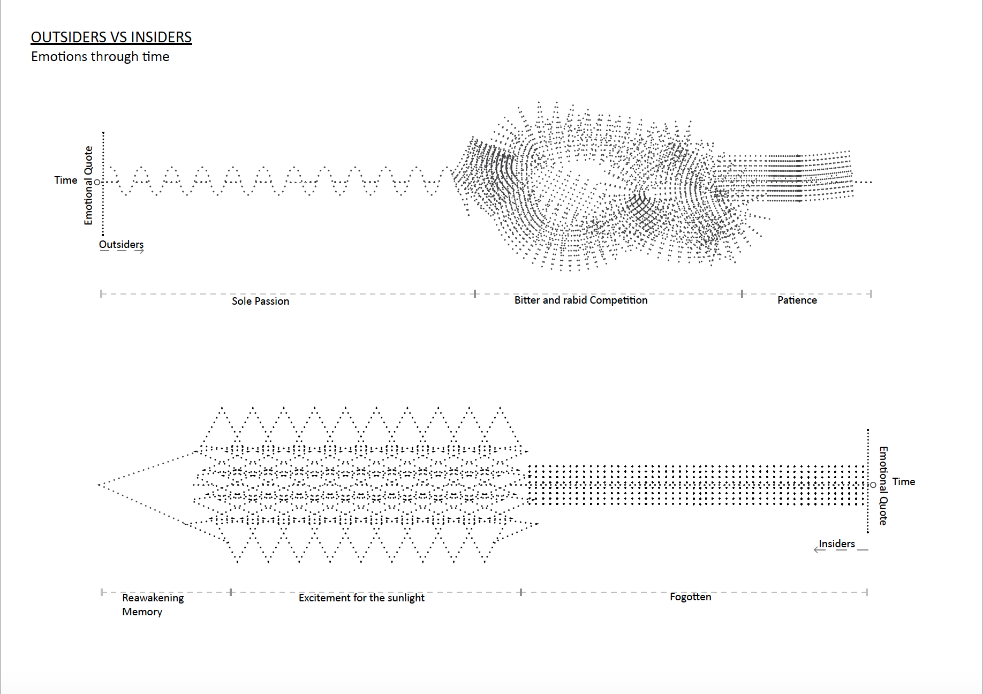 OUTSIDERS VS INSIDERS
Emotions through time
Time
Emotional Quote
Outsiders
Sole Passion
Bitter and rabid Competition
Patience
Emotional Quote
Time
Insiders
Reawakening
Memory
Excitement for the sunlight
Fogotten